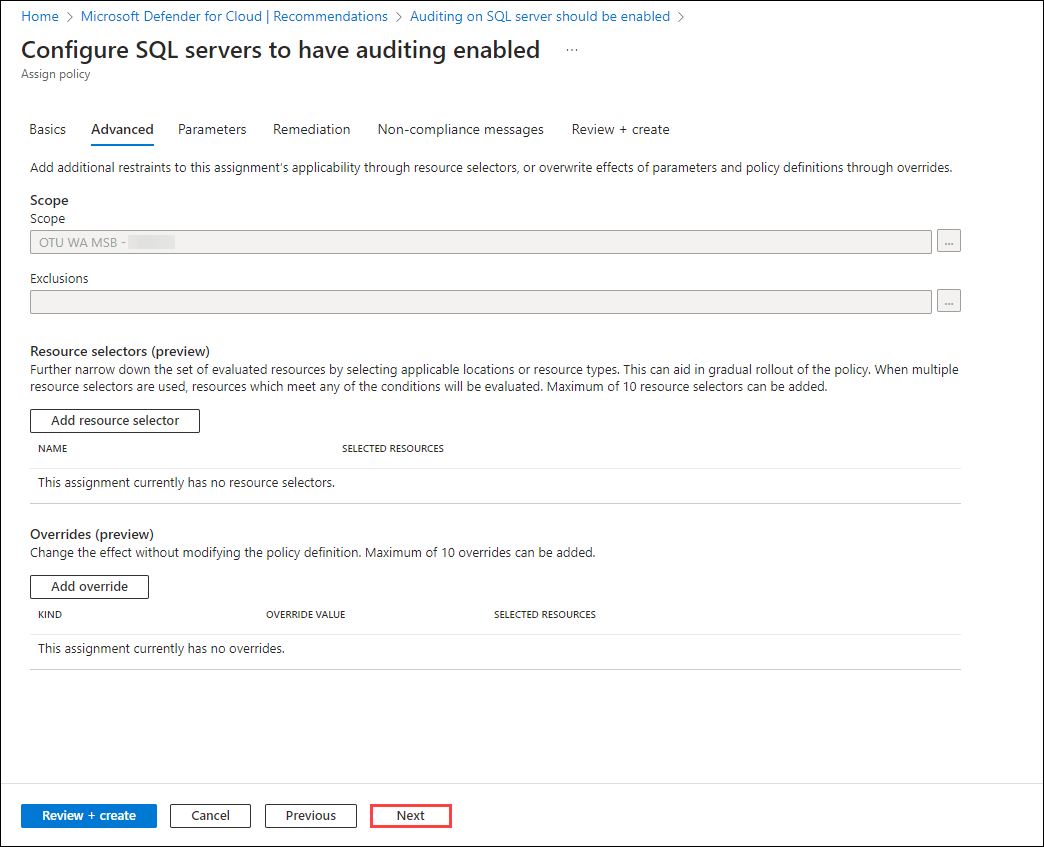 Home > Microsoft Defender for Cloud | Recommendations > Auditing on SQL server should be enabled >
Configure SQL servers to have auditing enabled ...
Assign policy
Basics Advanced Parameters Remediation Non-compliance messages Review + create
Add additional restraints to this assignment's applicability through resource selectors, or overwrite effects of parameters and policy definitions through overrides.
Scope
Scope
OTU WA MSB -
...
Exclusions
...
Resource selectors (preview)
Further narrow down the set of evaluated resources by selecting applicable locations or resource types. This can aid in gradual rollout of the policy. When multiple
resource selectors are used, resources which meet any of the conditions will be evaluated. Maximum of 10 resource selectors can be added.
Add resource selector
NAME SELECTED RESOURCES
This assignment currently has no resource selectors.
Overrides (preview)
Change the effect without modifying the policy definition. Maximum of 10 overrides can be added.
Add override
KIND OVERRIDE VALUE SELECTED RESOURCES
This assignment currently has no overrides.
Review + create Cancel Previous Next